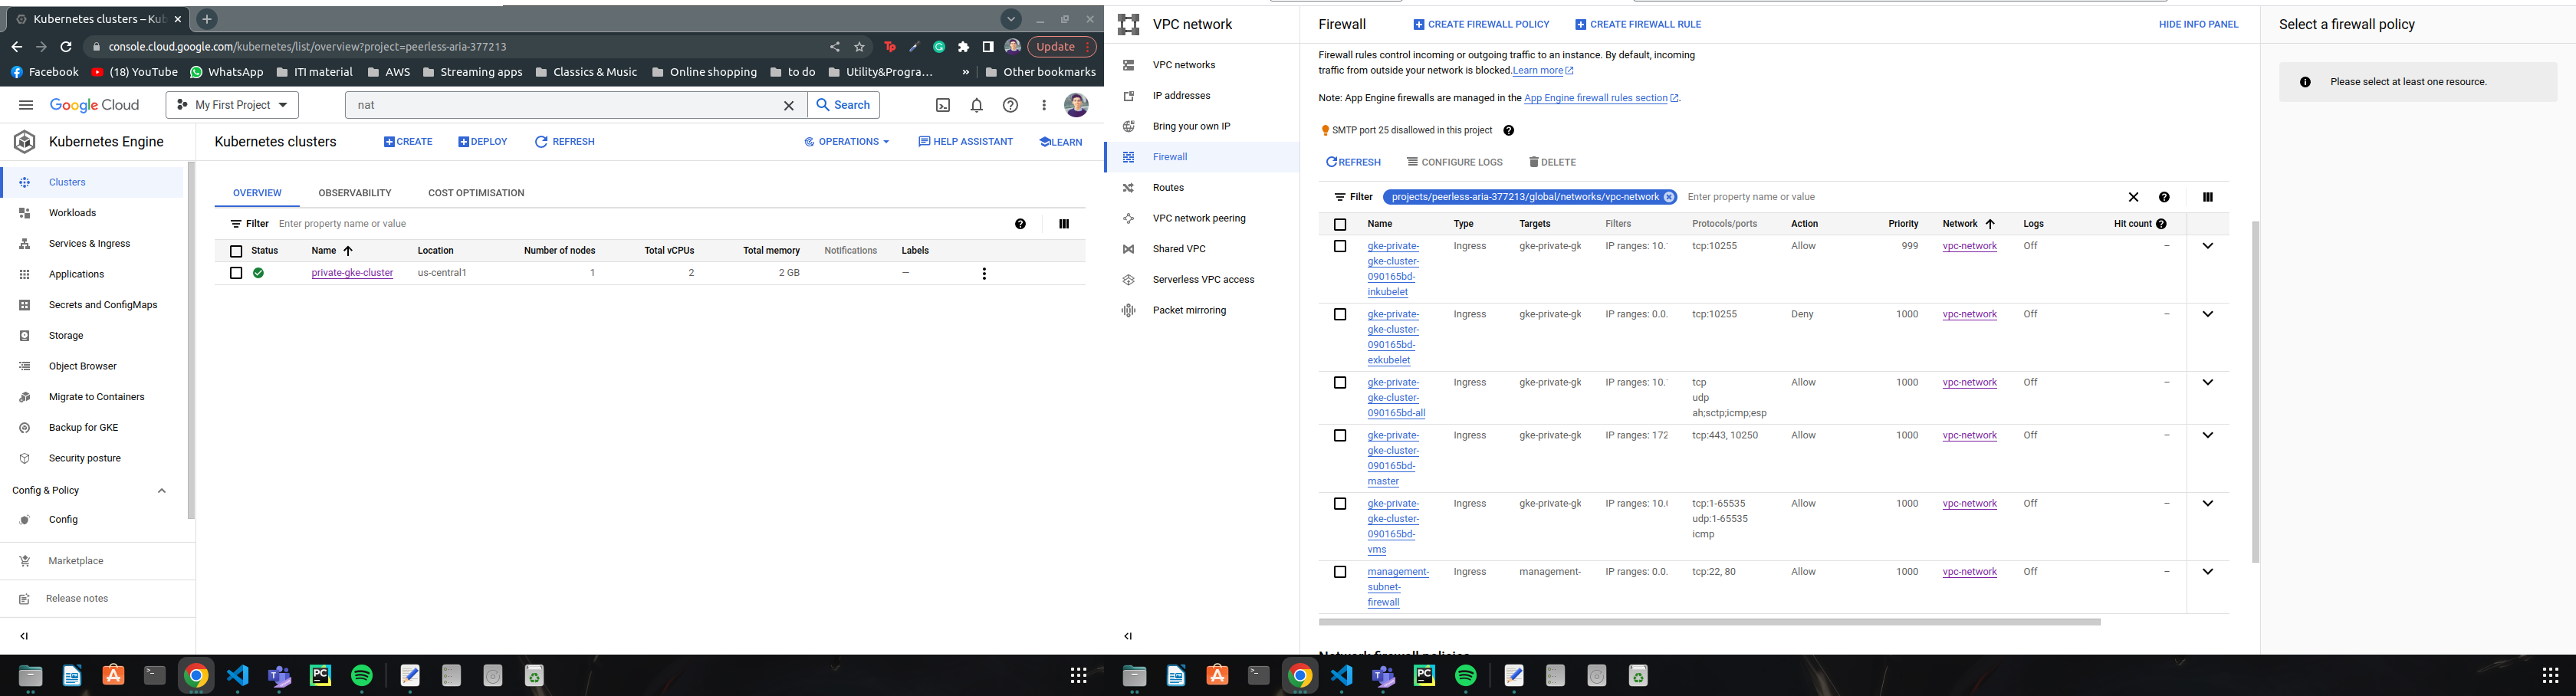 Kubernetes clusters – Kub
console.cloud.google.com/kubernetes/list/overview?project=peerless-aria-377213
Update
Facebook
(18) YouTube
WhatsApp
ITI material
AWS
Streaming apps
Classics & Music
Online shopping
to do
Utility&Progra…
»
Other bookmarks
Google Cloud
My First Project
nat
Search
Kubernetes Engine
Kubernetes clusters
CREATE
DEPLOY
REFRESH
OPERATIONS
HELP ASSISTANT
LEARN
Clusters
Workloads
Services & Ingress
Applications
Secrets and ConfigMaps
Storage
Object Browser
Migrate to Containers
Backup for GKE
Security posture
Config & Policy
Config
Marketplace
Release notes
OVERVIEW
OBSERVABILITY
COST OPTIMISATION
Filter Enter property name or value
Status Name Location Number of nodes Total vCPUs Total memory Notifications Labels
private-gke-cluster us-central1 1 2 2 GB —
VPC network
VPC networks
IP addresses
Bring your own IP
Firewall
Routes
VPC network peering
Shared VPC
Serverless VPC access
Packet mirroring
Firewall
CREATE FIREWALL POLICY
CREATE FIREWALL RULE
HIDE INFO PANEL
Firewall rules control incoming or outgoing traffic to an instance. By default, incoming
traffic from outside your network is blocked. Learn more
Note: App Engine firewalls are managed in the App Engine firewall rules section.
SMTP port 25 disallowed in this project
REFRESH
CONFIGURE LOGS
DELETE
Filter projects/peerless-aria-377213/global/networks/vpc-network Enter property name or value
Name Type Targets Filters Protocols/ports Action Priority Network Logs Hit count
gke-private- Ingress gke-private-gk IP ranges: 10. tcp:10255 Allow 999 vpc-network Off –
gke-cluster-
090165bd-
inkubelet
gke-private- Ingress gke-private-gk IP ranges: 0.0. tcp:10255 Deny 1000 vpc-network Off –
gke-cluster-
090165bd-
exkubelet
gke-private- Ingress gke-private-gk IP ranges: 10. tcp Allow 1000 vpc-network Off –
gke-cluster- udp
090165bd-all ah;sctp;icmp;esp
gke-private- Ingress gke-private-gk IP ranges: 172 tcp:443, 10250 Allow 1000 vpc-network Off –
gke-cluster-
090165bd-
master
gke-private- Ingress gke-private-gk IP ranges: 10. tcp:1-65535 Allow 1000 vpc-network Off –
gke-cluster- udp:1-65535
090165bd- icmp
vms
management- Ingress management- IP ranges: 0.0. tcp:22, 80 Allow 1000 vpc-network Off –
subnet-
firewall
Select a firewall policy
Please select at least one resource.